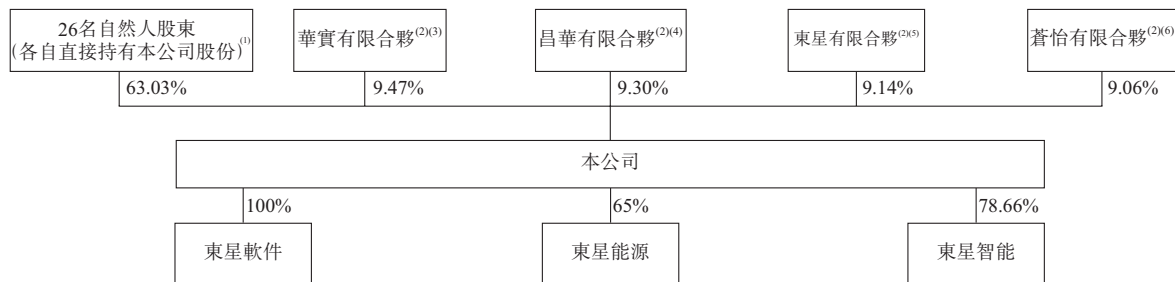 26名自然人股東
(各自直接持有本公司股份)(1)
華實有限合夥(2)(3)
昌華有限合夥(2)(4)
東星有限合夥(2)(5)
蒼怡有限合夥(2)(6)
63.03%
9.47%
9.30%
9.14%
9.06%
本公司
100%
65%
78.66%
東星軟件
東星能源
東星智能